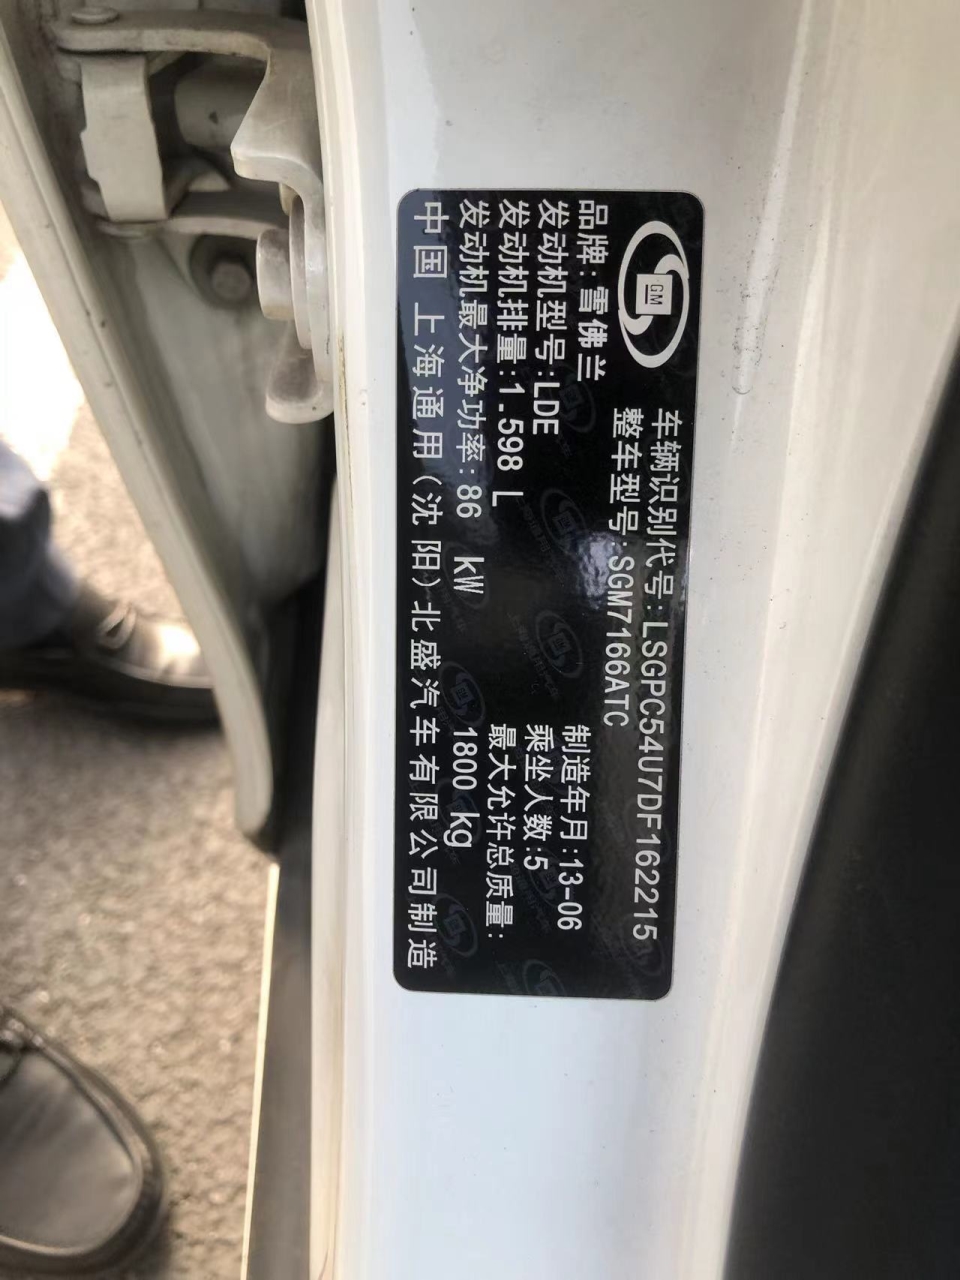 GM
车辆识别代号:LSGPC54U7DF162215
整车型号:SGM7166ATC
品牌:雪佛兰
发动机型号:LDE 制造年月:13-06
发动机排量:1.598 L 乘坐人数:5
发动机最大净功率:86 kW 最大允许总质量:
1800 kg
中国 上海通用(沈阳)北盛汽车有限公司制造